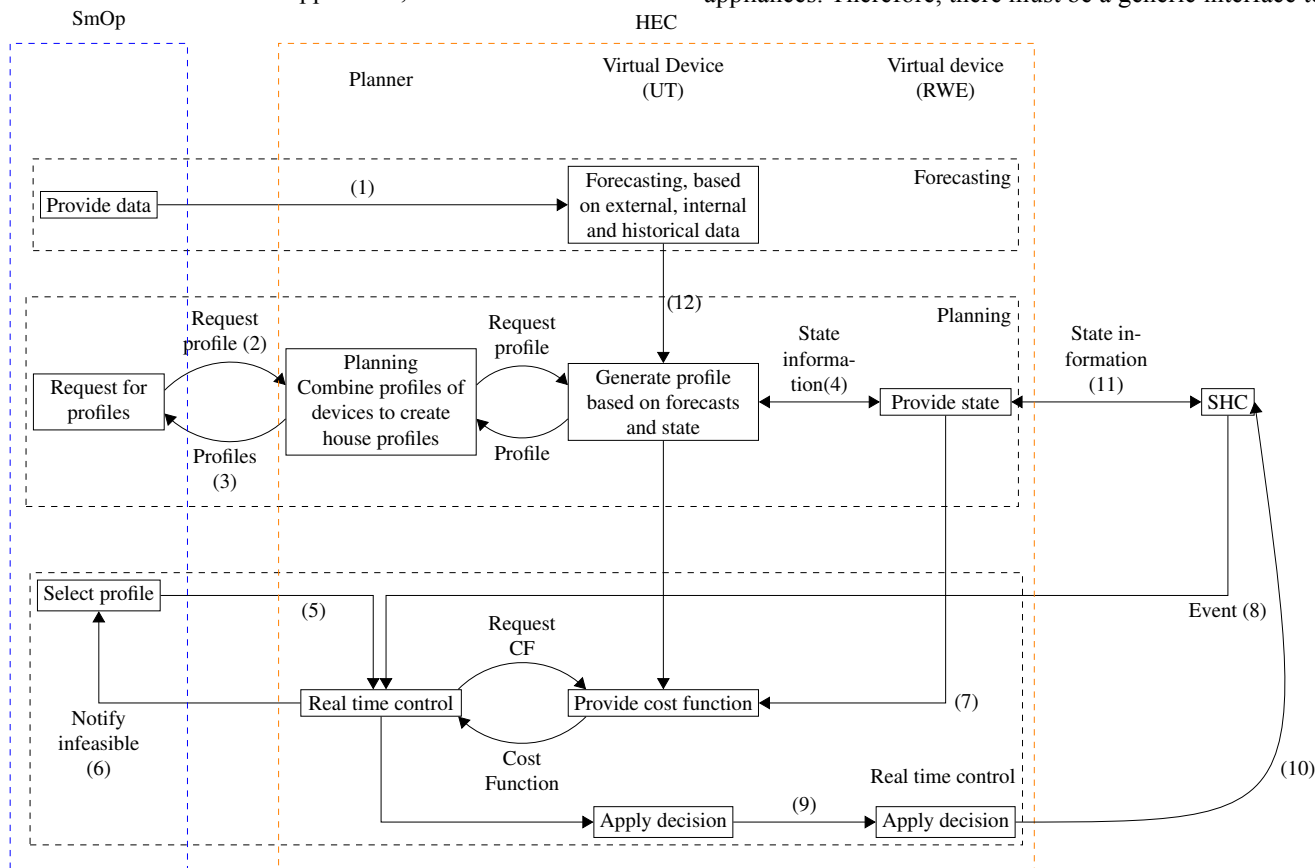 appliances. Therefore, there must be a generic interface to
SmOp
HEC
Planner
Virtual Device
(UT)
Virtual device
(RWE)
Forecasting
Provide data
(1)
Forecasting, based
on external, internal
and historical data
(12)
Planning
Request
profile (2)
Request for
profiles
Profiles
(3)
Planning
Combine profiles of
devices to create
house profiles
Request
profile
Profile
Generate profile
based on forecasts
and state
State
informa-
tion(4)
Provide state
State in-
formation
(11)
SHC
Select profile
(5)
Event (8)
Request
CF
Real time control
Provide cost function
(7)
Notify
infeasible
(6)
Cost
Function
Real time control
(10)
Apply decision
(9)
Apply decision